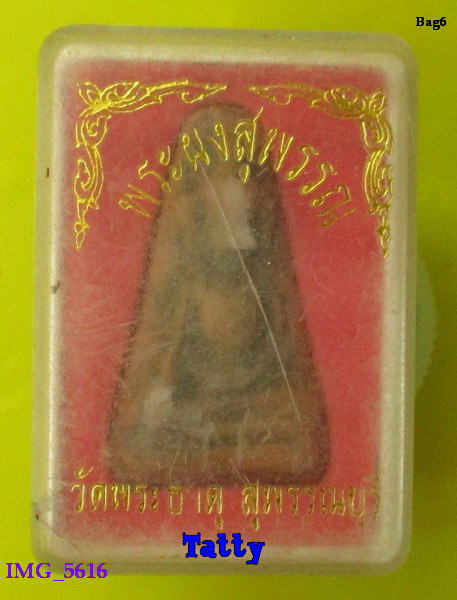 Bag6
พระผงสุพรรณ
วัดพระธาตุ สุพรรณบุรี
Tatty
IMG_5616